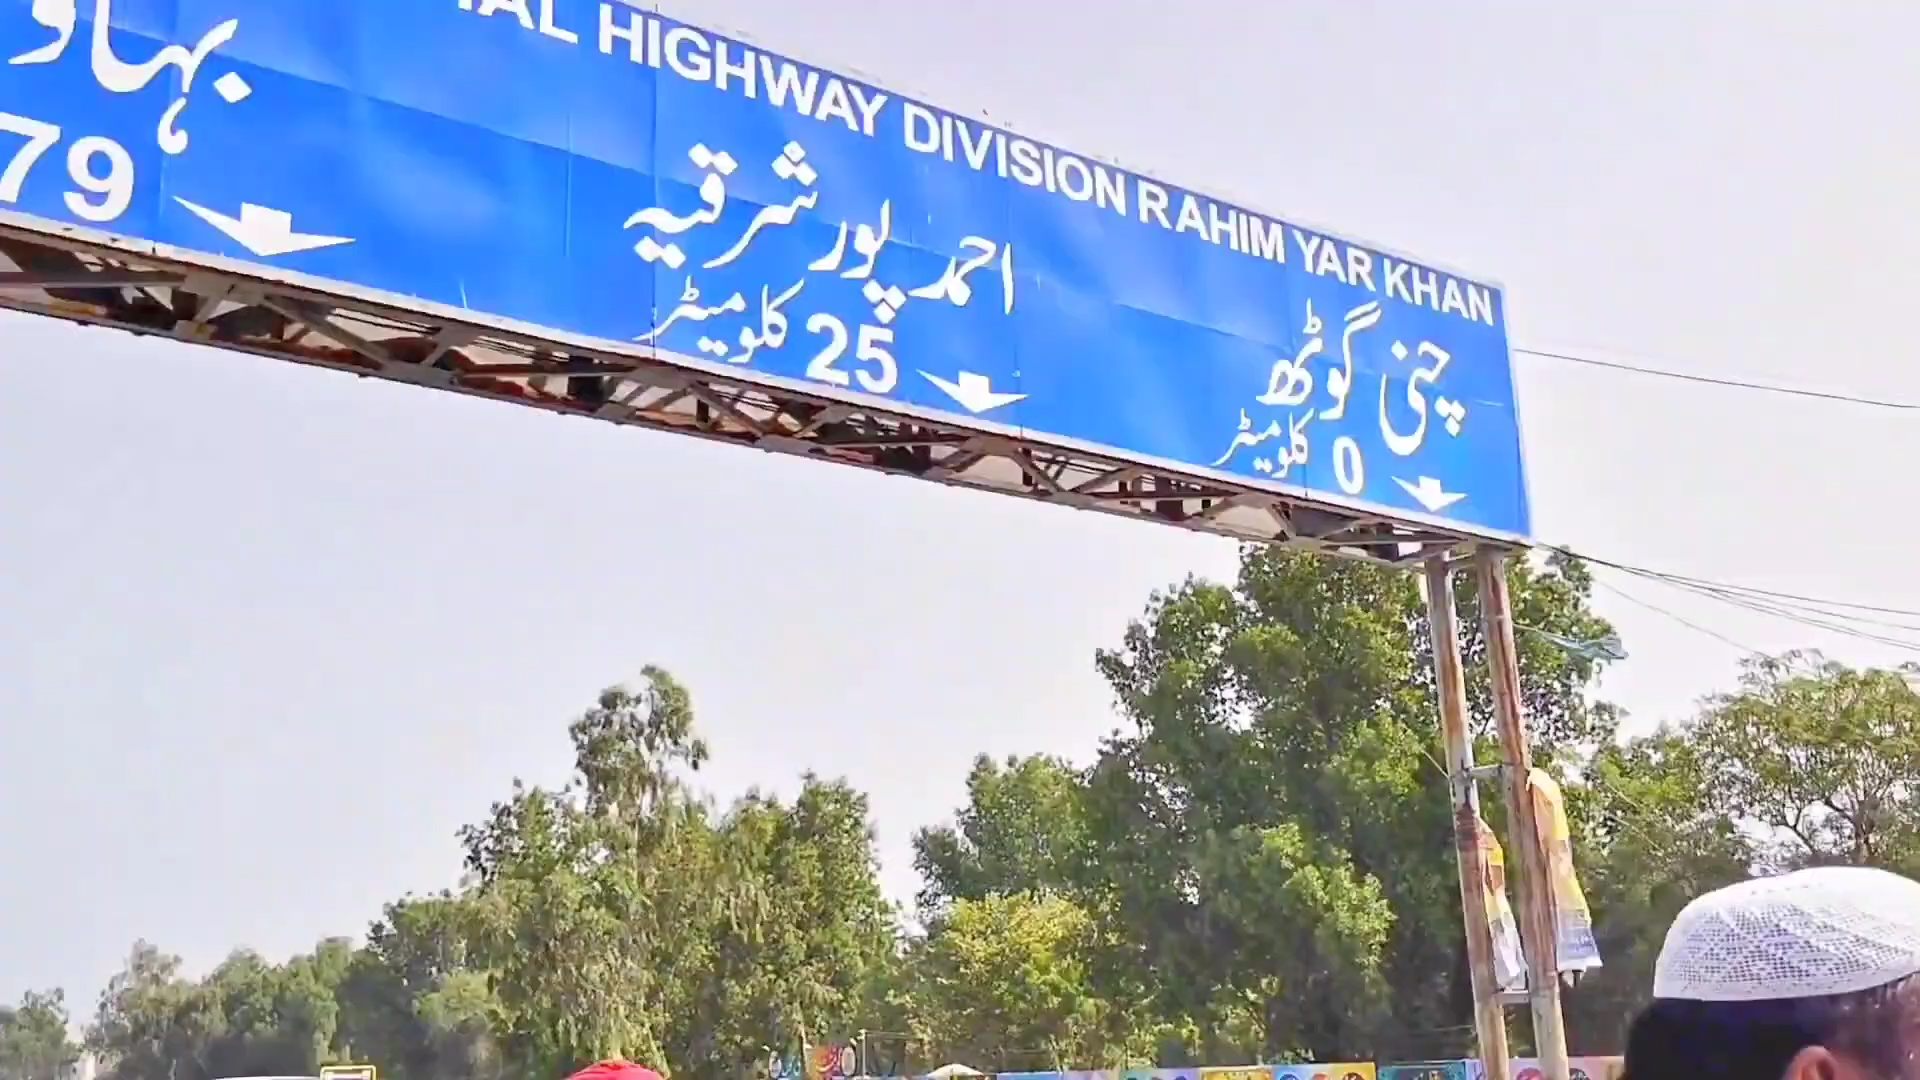 HIGHWAY DIVISION RAHIM YAR KHAN
چنی گوٹھ
0 کلومیٹر
احمد پور شرقیہ
25 کلومیٹر
79